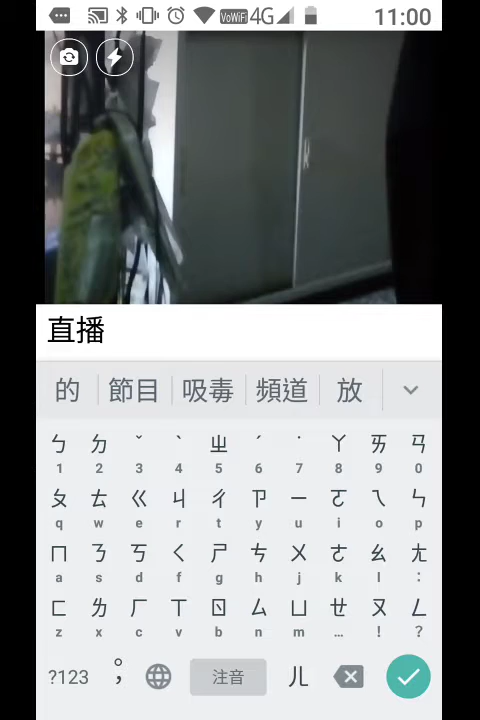 VoWiFi 4G 11:00
直播
的 節目 吸毒 頻道 放
ㄅ ㄉ ˇ ˋ ㄓ ˊ ˙ ㄚ ㄞ ㄢ
1 2 3 4 5 6 7 8 9 0
ㄆ ㄊ ㄍ ㄐ ㄔ ㄗ ㄧ ㄛ ㄟ ㄣ
q w e r t y u i o p
ㄇ ㄋ ㄎ ㄑ ㄕ ㄘ ㄨ ㄜ ㄠ ㄤ
a s d f g h j k l :
ㄈ ㄌ ㄏ ㄒ ㄖ ㄙ ㄩ ㄝ ㄡ ㄥ
z x c v b n m … ! ?
?123 °, 注音 ㄦ